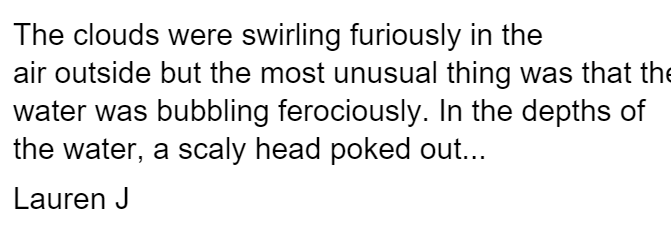 The clouds were swirling furiously in the
air outside but the most unusual thing was that the
water was bubbling ferociously. In the depths of
the water, a scaly head poked out...
Lauren J